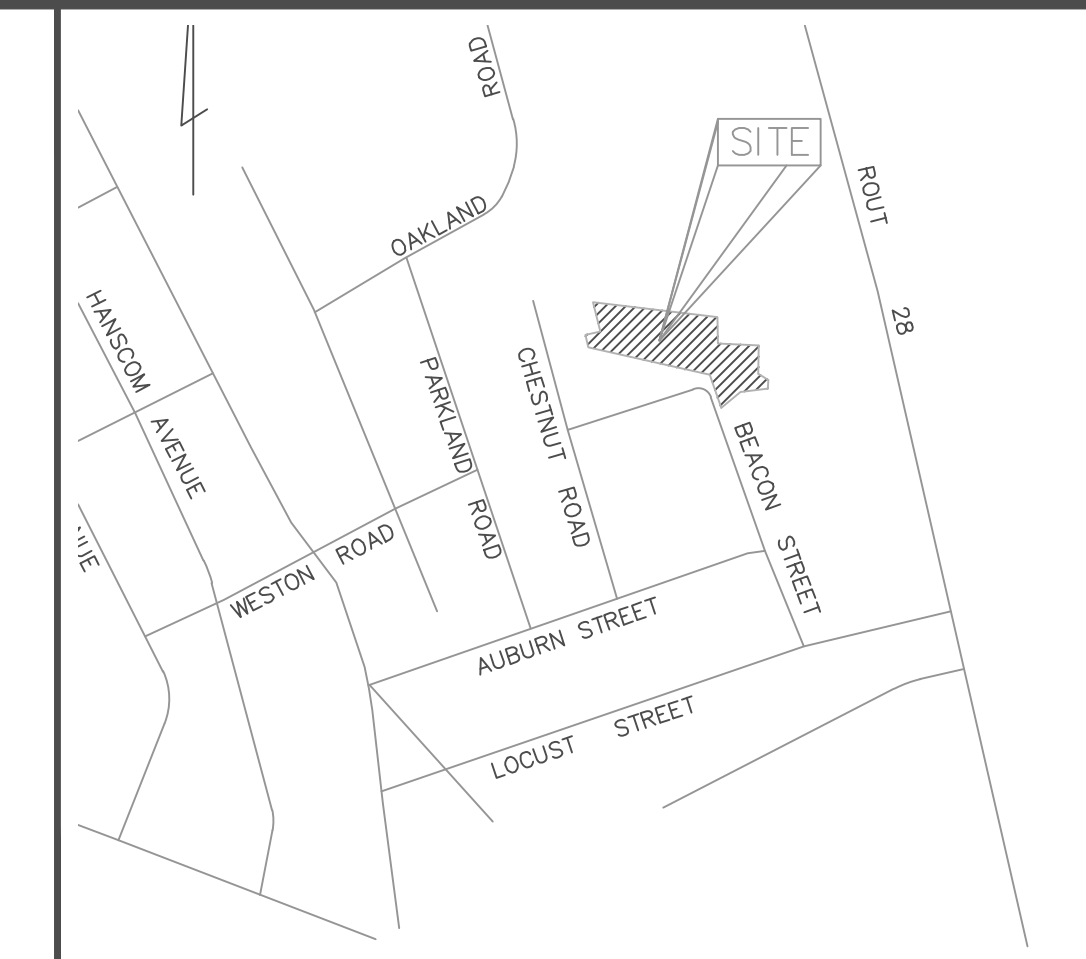 ROAD
SITE
ROUT 28
OAKLAND
HANSCOM AVENUE
PARKLAND ROAD
CHESTNUT ROAD
BEACON STREET
NUE
WESTON ROAD
AUBURN STREET
LOCUST STREET